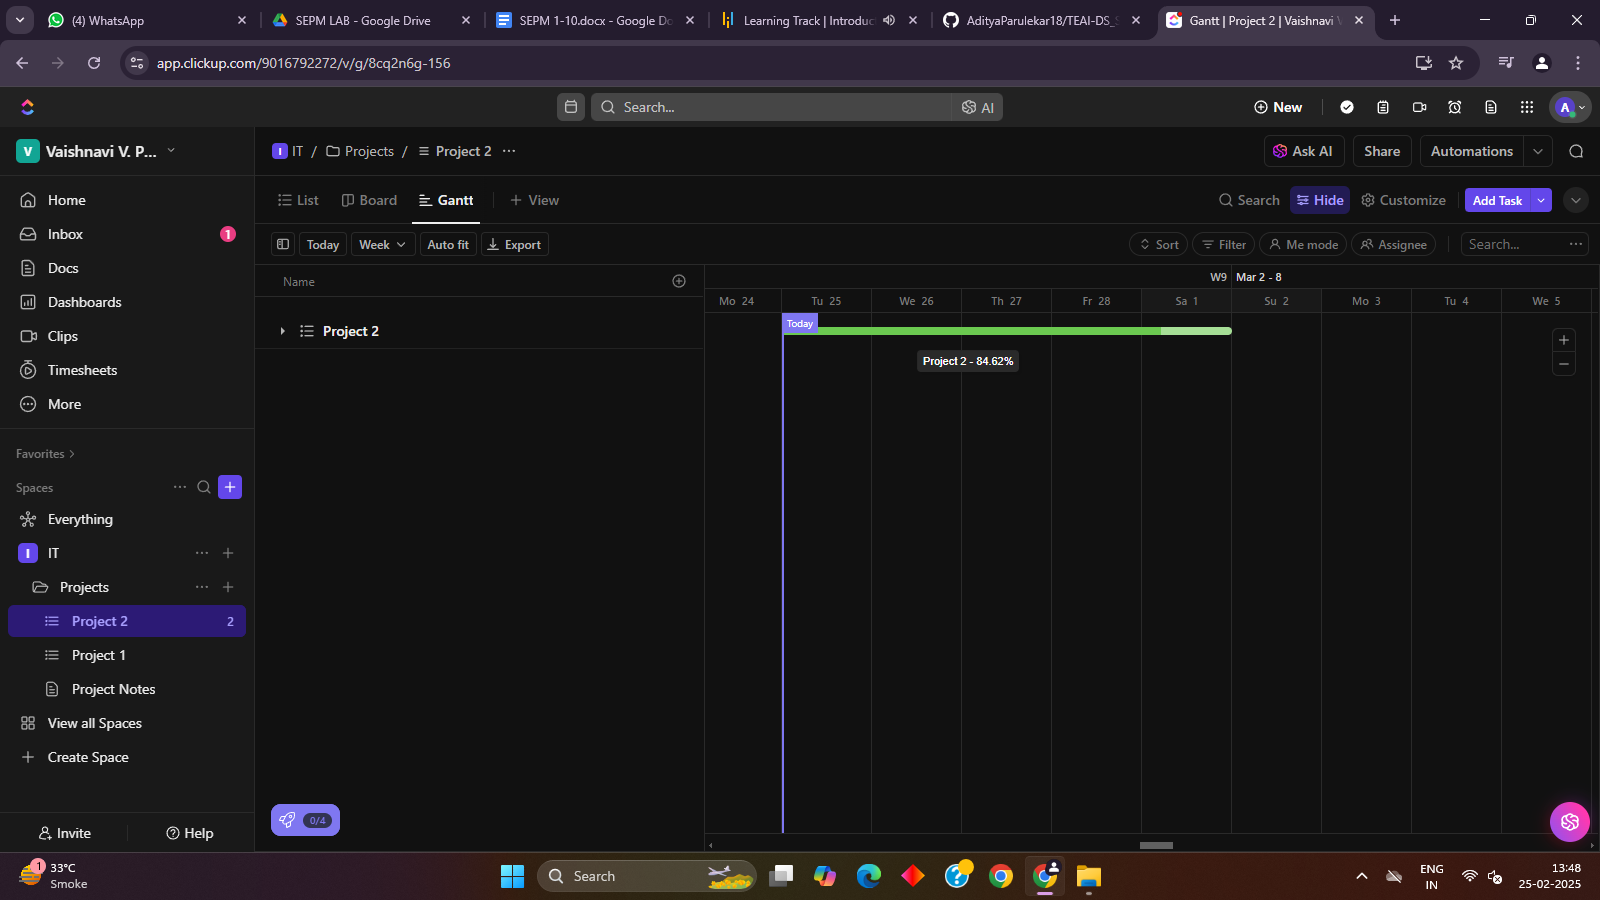 (4) WhatsApp
SEPM LAB - Google Drive
SEPM 1-10.docx - Google Do
Learning Track | Introduc
AdityaParulekar18/TEAI-DS_S
Gantt | Project 2 | Vaishnavi V
app.clickup.com/9016792272/v/g/8cq2n6g-156
Search...
AI
New
A
V
Vaishnavi V. P...
I
IT / Projects / Project 2 ...
Ask AI
Share
Automations
Home
Inbox
1
Docs
Dashboards
Clips
Timesheets
More
Favorites
Spaces
Everything
I
IT
Projects
Project 2
2
Project 1
Project Notes
View all Spaces
Create Space
Invite
Help
List
Board
Gantt
+ View
Search
Hide
Customize
Add Task
Today
Week
Auto fit
Export
Sort
Filter
Me mode
Assignee
Search...
Name
W9
Mar 2 - 8
Mo 24
Tu 25
We 26
Th 27
Fr 28
Sa 1
Su 2
Mo 3
Tu 4
We 5
Project 2
Today
Project 2 - 84.62%
0/4
1
33°C
Smoke
Search
ENG
IN
13:48
25-02-2025